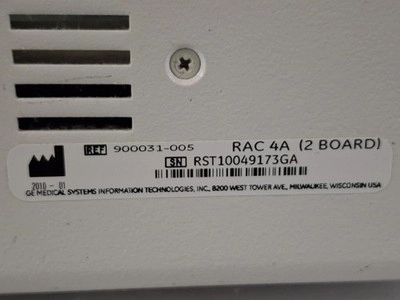 REF 900031-005 RAC 4A (2 BOARD)
SN RST10049173GA
2010 - 01
GE MEDICAL SYSTEMS INFORMATION TECHNOLOGIES, INC., 8200 WEST TOWER AVE., MILWAUKEE, WISCONSIN USA